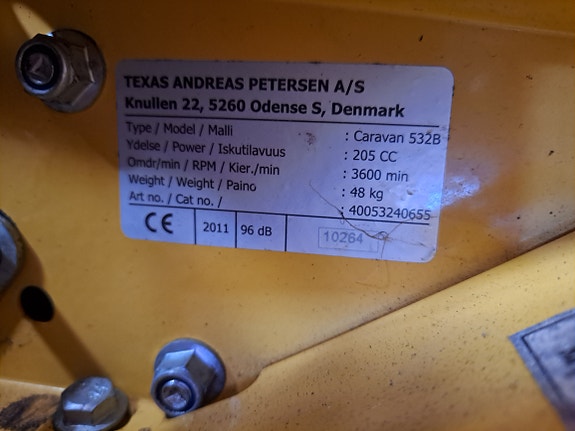 TEXAS ANDREAS PETERSEN A/S
Knullen 22, 5260 Odense S, Denmark
Type / Model / Malli : Caravan 532B
Ydelse / Power / Iskutilavuus : 205 CC
Omdr/min / RPM / Kier./min : 3600 min
Weight / Weight / Paino : 48 kg
Art no. / Cat no. / : 40053240655
CE 2011 96 dB 10264